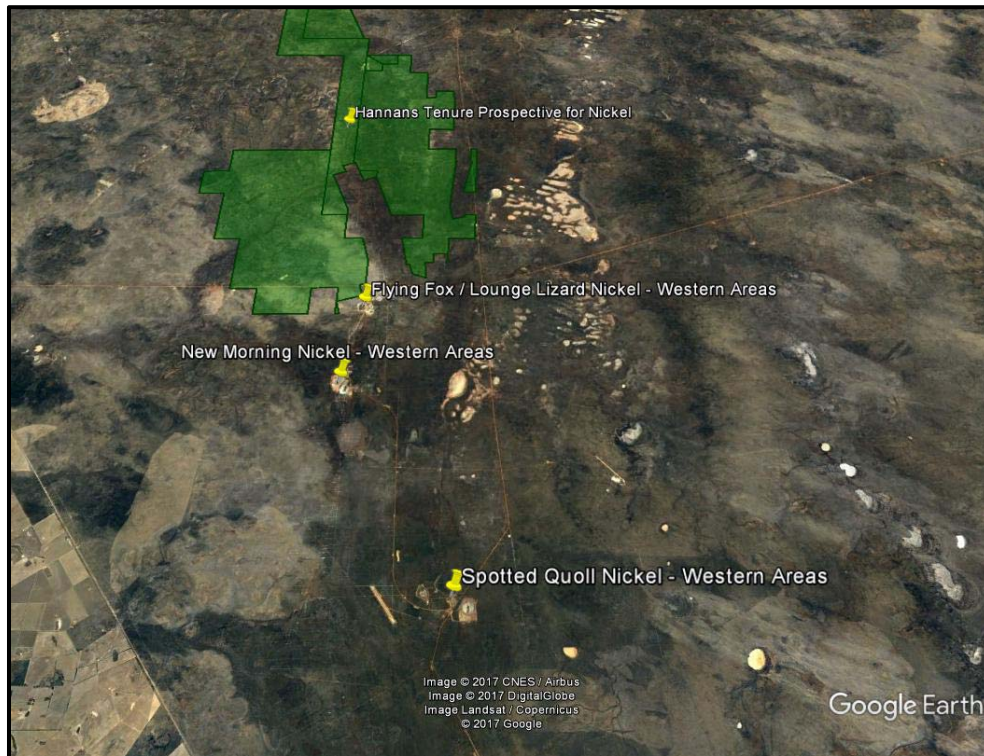 Hannans Tenure Prospective for Nickel
Flying Fox / Lounge Lizard Nickel - Western Areas
New Morning Nickel - Western Areas
Spotted Quoll Nickel - Western Areas
Image © 2017 CNES / Airbus
Image © 2017 DigitalGlobe
Image Landsat / Copernicus
© 2017 Google
Google Earth